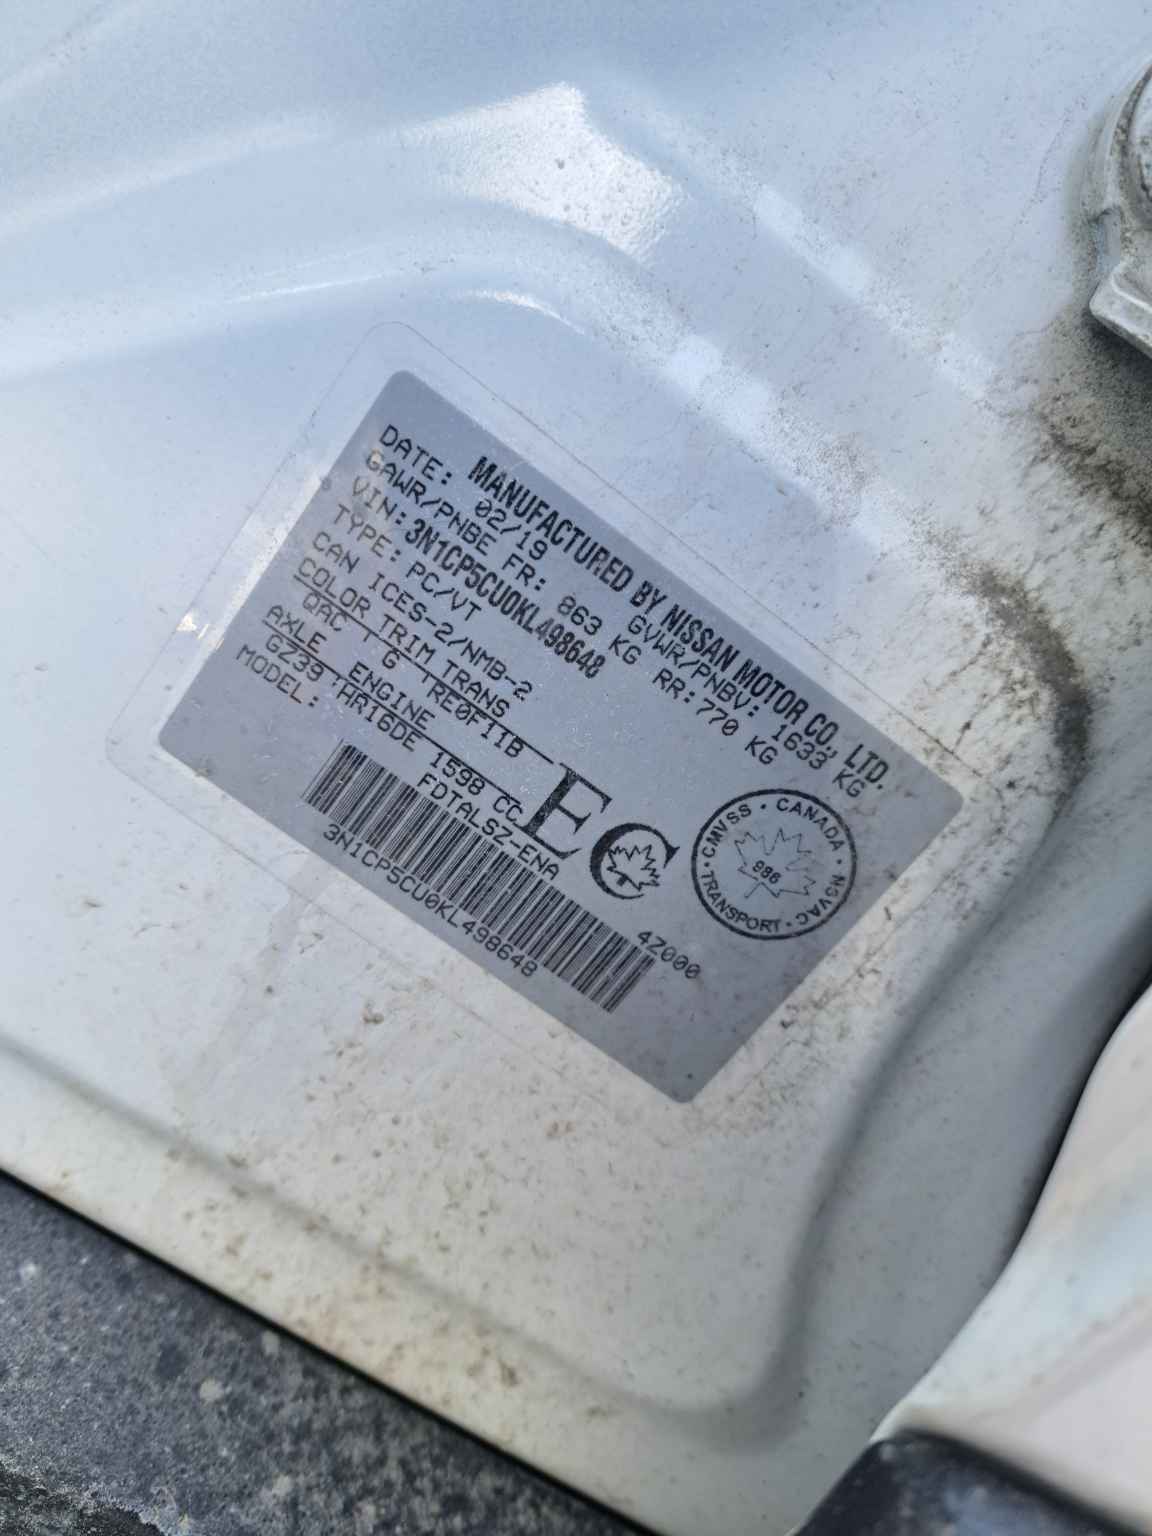 MANUFACTURED BY NISSAN MOTOR CO., LTD.
DATE: 02/19 GVWR/PNBV: 1633 KG
GAWR/PNBE FR: 863 KG RR: 770 KG
VIN: 3N1CP5CU0KL498648
TYPE: PC/VT
CAN ICES-2/NMB-2
COLOR TRIM TRANS
QAC G RE0F11B
AXLE ENGINE
GZ39 HR16DE 1598 CC
MODEL: FDTALSZ-ENA
EC
CMVSS · CANADA · NSVAC · TRANSPORT ·
986
4Z000
3N1CP5CU0KL498648